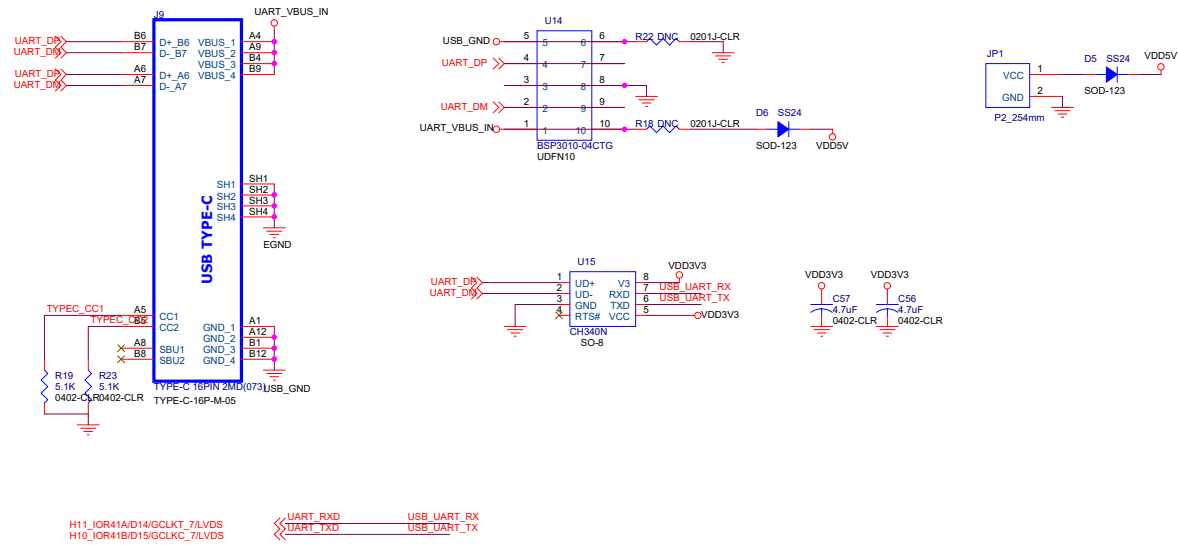 J9
UART_VBUS_IN
UART_DP B6 D+_B6 VBUS_1 A4
UART_DM B7 D-_B7 VBUS_2 A9
VBUS_3 B4
UART_DP A6 D+_A6 VBUS_4 B9
UART_DM A7 D-_A7
SH1 SH1
SH2 SH2
SH3 SH3
SH4 SH4
EGND
USB TYPE-C
TYPEC_CC1 A5 CC1
TYPEC_CC2 B5 CC2
GND_1 A1
GND_2 A12
GND_3 B1
GND_4 B12
A8 SBU1
B8 SBU2
USB_GND
TYPE-C 16PIN 2MD(073)
TYPE-C-16P-M-05
R19
5.1K
0402-CLR
R23
5.1K
0402-CLR
U14
USB_GND 5 5 6 6 R22 DNC 0201J-CLR
UART_DP 4 4 7 7
3 3 8 8
UART_DM 2 2 9 9
UART_VBUS_IN 1 1 10 10 R18 DNC 0201J-CLR
BSP3010-04CTG
UDFN10
D6 SS24
SOD-123
VDD5V
JP1
VCC 1
GND 2
P2_254mm
D5 SS24
SOD-123
VDD5V
U15
VDD3V3
UART_DP 1 UD+ V3 8
UART_DM 2 UD- RXD 7 USB_UART_RX
3 GND TXD 6 USB_UART_TX
4 RTS# VCC 5 VDD3V3
CH340N
SO-8
VDD3V3
C57
4.7uF
0402-CLR
VDD3V3
C56
4.7uF
0402-CLR
H11_IOR41A/D14/GCLKT_7/LVDS UART_RXD USB_UART_RX
H10_IOR41B/D15/GCLKC_7/LVDS UART_TXD USB_UART_TX